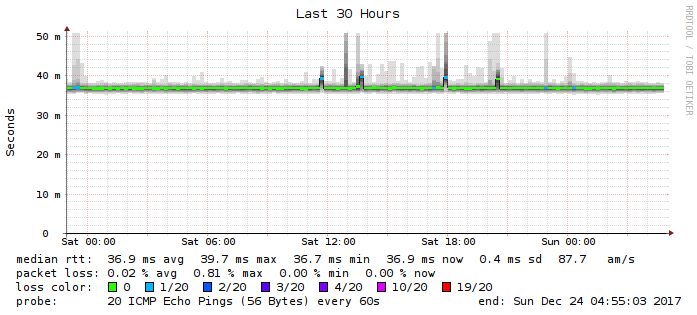 Last 30 Hours
RRDTOOL / TOBI OETIKER
Seconds
50 m
40 m
30 m
20 m
10 m
0
Sat 00:00 Sat 06:00 Sat 12:00 Sat 18:00 Sun 00:00
median rtt: 36.9 ms avg 39.7 ms max 36.7 ms min 36.9 ms now 0.4 ms sd 87.7 am/s
packet loss: 0.02 % avg 0.81 % max 0.00 % min 0.00 % now
loss color: 0 1/20 2/20 3/20 4/20 10/20 19/20
probe: 20 ICMP Echo Pings (56 Bytes) every 60s end: Sun Dec 24 04:55:03 2017